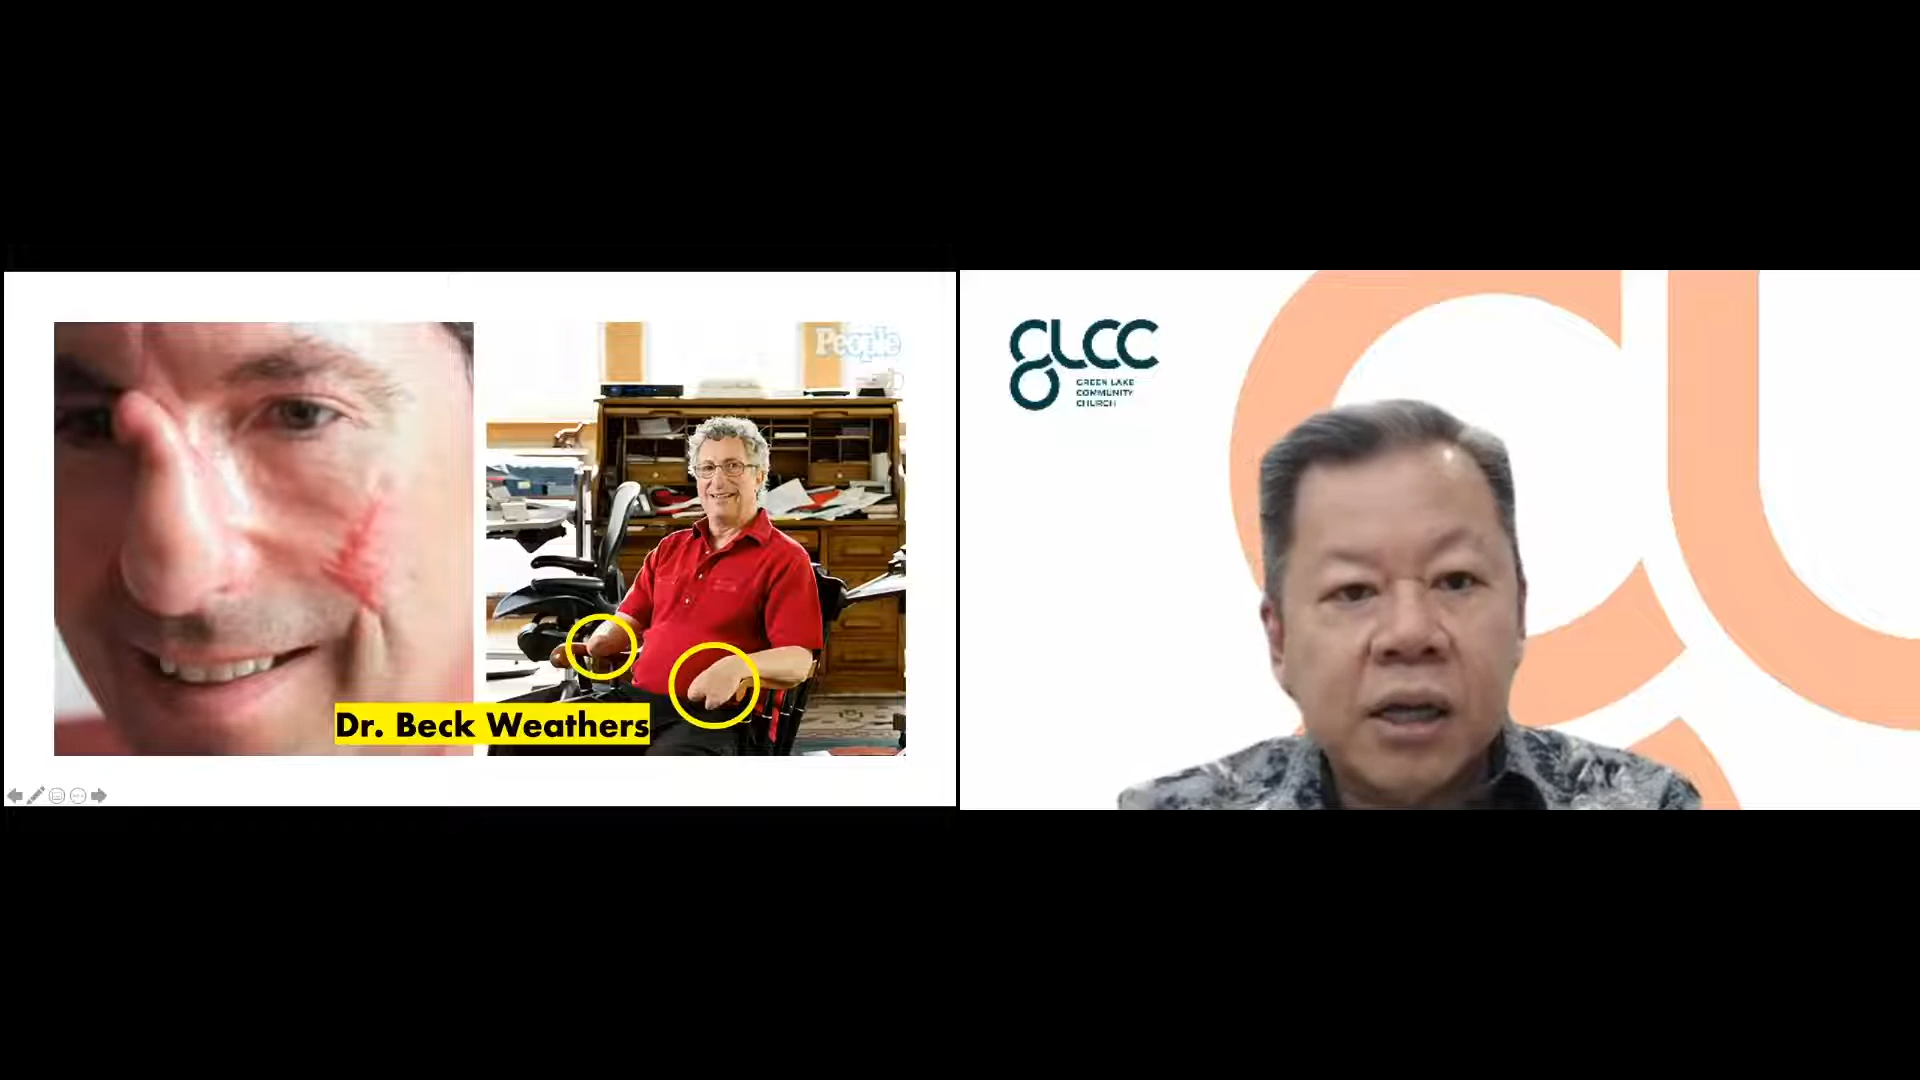 People
Dr. Beck Weathers
GLCC
GREEN LAKE
COMMUNITY
CHURCH